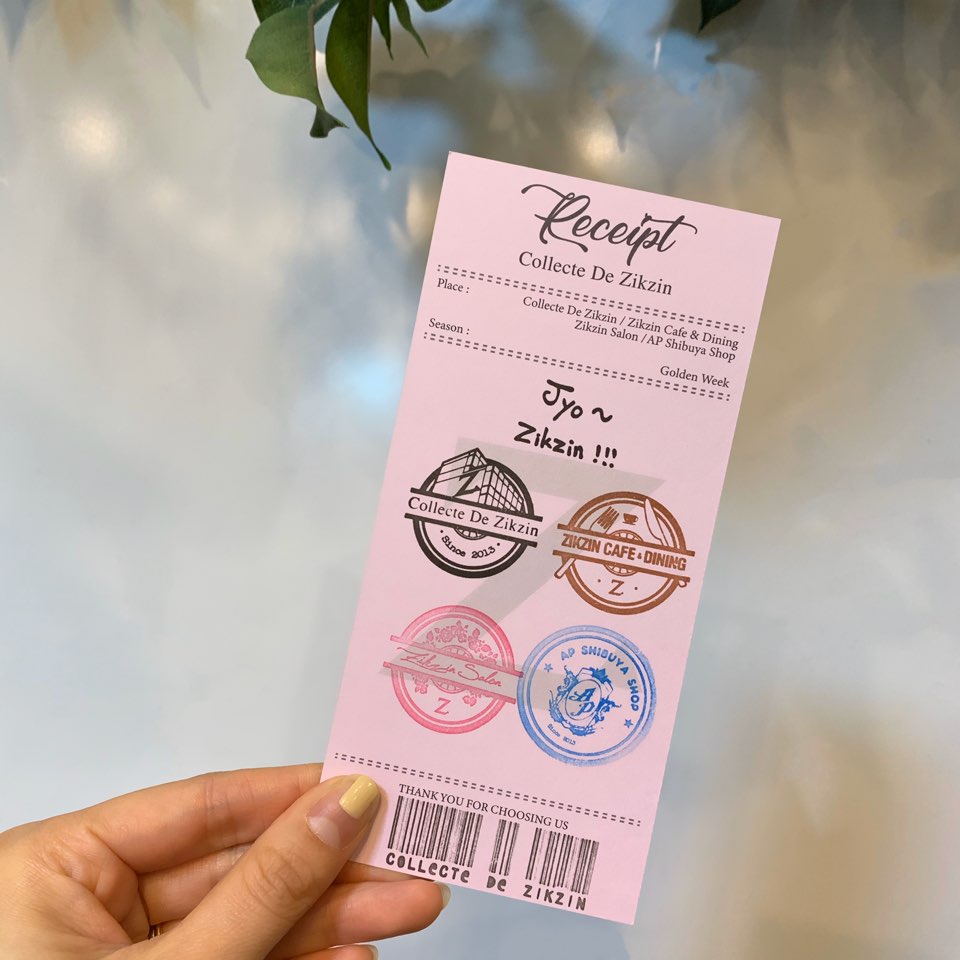 Receipt
Collecte De Zikzin
Place :
Collecte De Zikzin / Zikzin Cafe & Dining
Zikzin Salon / AP Shibuya Shop
Season :
Golden Week
Jyo ~
Zikzin !!!
Z
Collecte De Zikzin
· Since 2013 ·
ZIKZIN CAFE & DINING
· Z ·
Zikzin Salon
Z
AP SHIBUYA SHOP
AP
Since 2013
THANK YOU FOR CHOOSING US
COLLECTE DE ZIKZIN